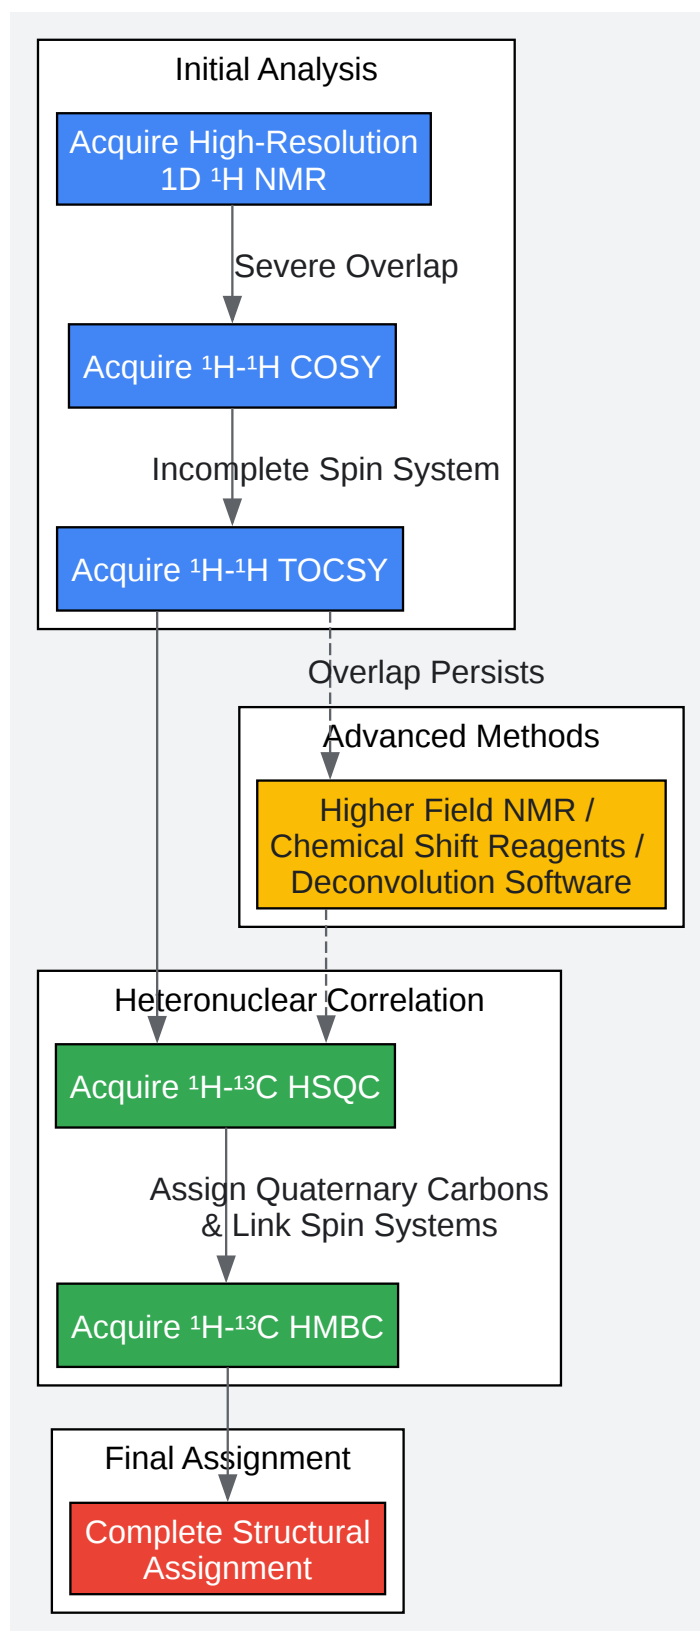 Initial Analysis
Acquire High-Resolution
1D ¹H NMR
Severe Overlap
Acquire ¹H-¹H COSY
Incomplete Spin System
Acquire ¹H-¹H TOCSY
Overlap Persists
Advanced Methods
Higher Field NMR /
Chemical Shift Reagents /
Deconvolution Software
Heteronuclear Correlation
Acquire ¹H-¹³C HSQC
Assign Quaternary Carbons
& Link Spin Systems
Acquire ¹H-¹³C HMBC
Final Assignment
Complete Structural
Assignment